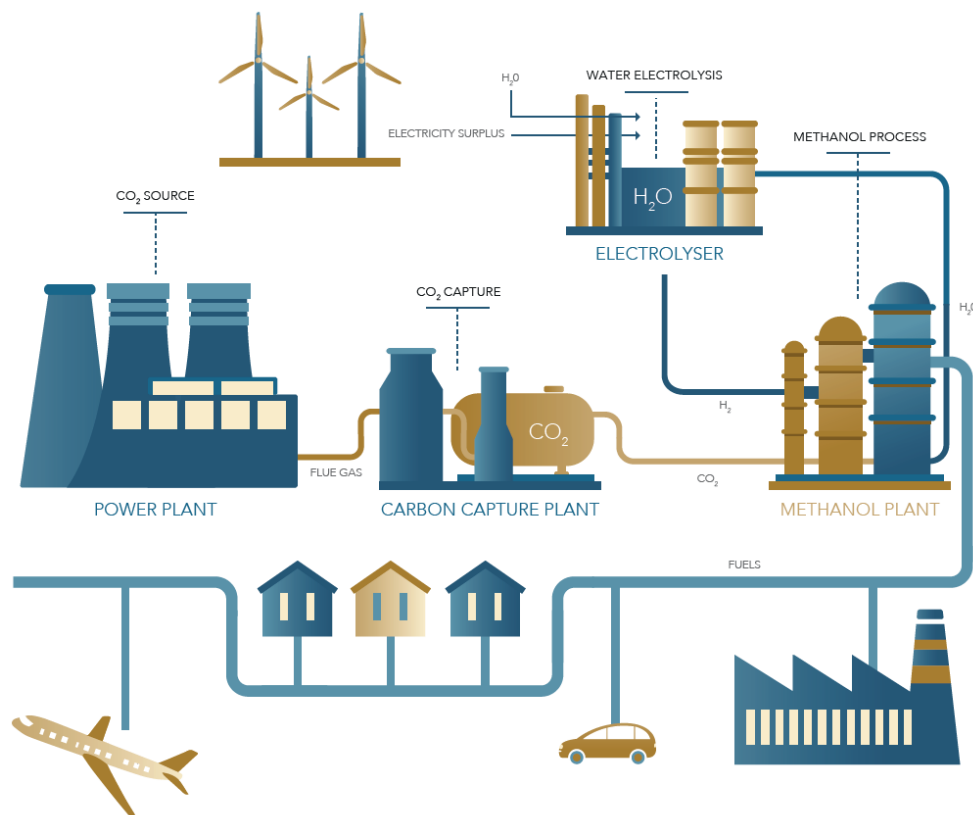 H₂0
WATER ELECTROLYSIS
ELECTRICITY SURPLUS
METHANOL PROCESS
CO₂ SOURCE
H₂O
ELECTROLYSER
CO₂ CAPTURE
H₂O
H₂
CO₂
FLUE GAS
CO₂
POWER PLANT
CARBON CAPTURE PLANT
METHANOL PLANT
FUELS